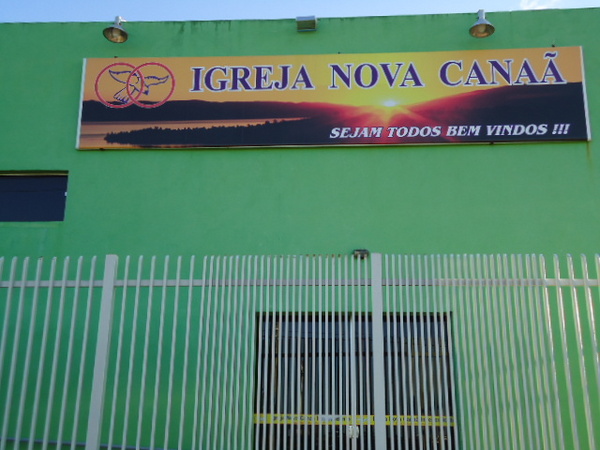 IGREJA NOVA CANAÃ
SEJAM TODOS BEM VINDOS !!!